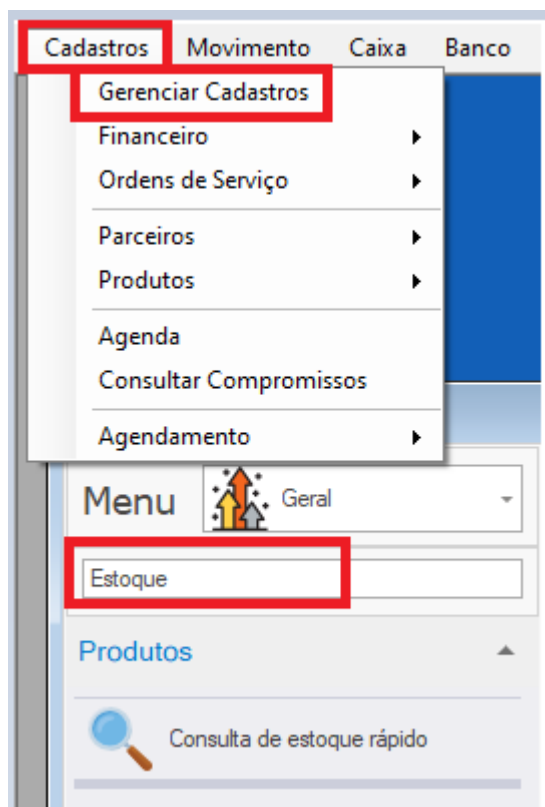 Cadastros Movimento Caixa Banco
Gerenciar Cadastros
Financeiro
Ordens de Serviço
Parceiros
Produtos
Agenda
Consultar Compromissos
Agendamento
Menu Geral
Estoque
Produtos
Consulta de estoque rápido